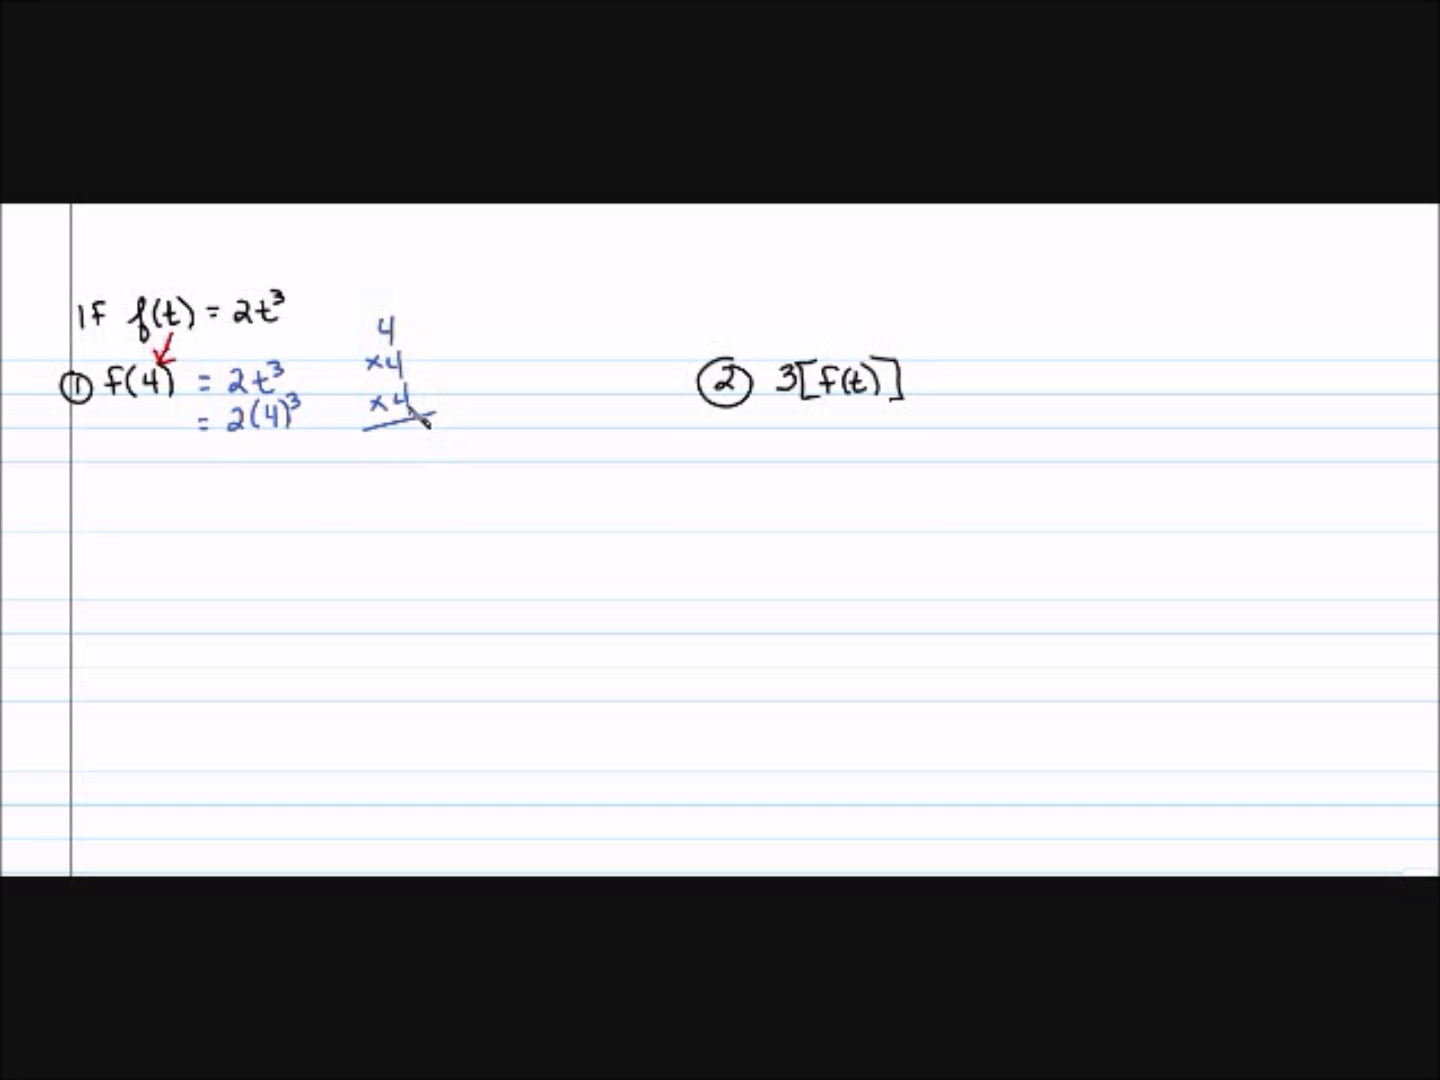 IF f(t) = 2t³
① f(4) = 2t³
= 2(4)³
4
×4
×4
② 3[f(t)]